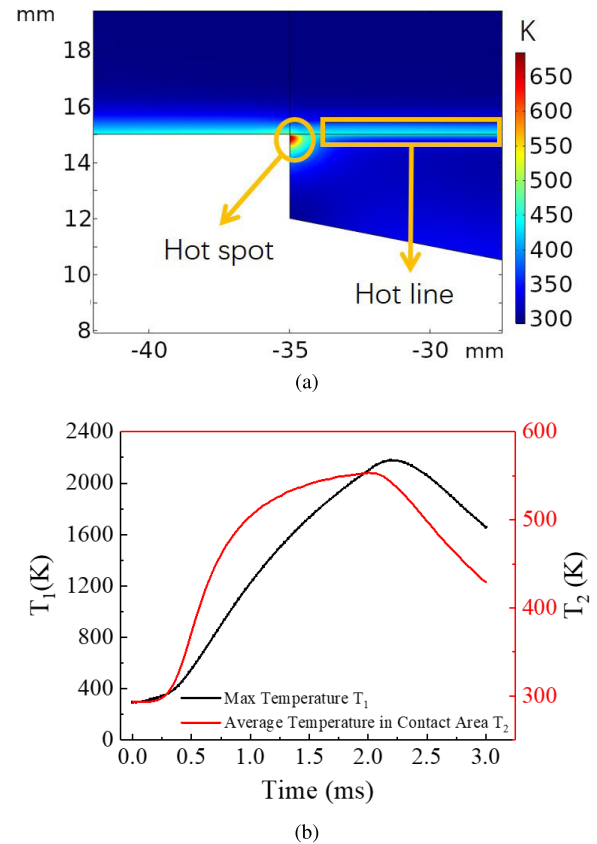 mm
K
18
16
14
12
10
8
650
600
550
500
450
400
350
300
Hot spot
Hot line
-40
-35
-30
mm
(a)
2400
2000
1600
1200
800
400
0
T1(K)
600
500
400
300
T2 (K)
Max Temperature T1
Average Temperature in Contact Area T2
0.0 0.5 1.0 1.5 2.0 2.5 3.0
Time (ms)
(b)